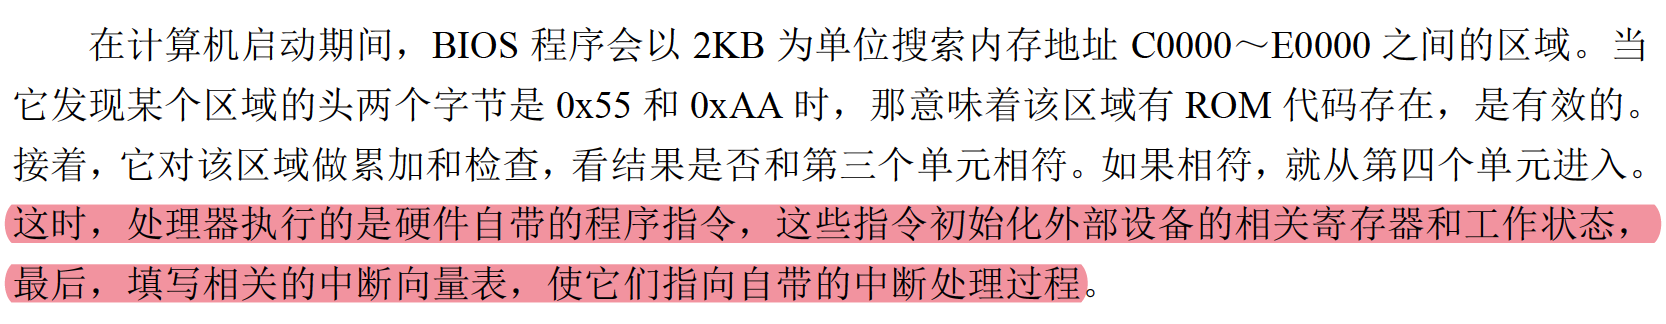 在计算机启动期间，BIOS 程序会以 2KB 为单位搜索内存地址 C0000～E0000 之间的区域。当
它发现某个区域的头两个字节是 0x55 和 0xAA 时，那意味着该区域有 ROM 代码存在，是有效的。
接着，它对该区域做累加和检查，看结果是否和第三个单元相符。如果相符，就从第四个单元进入。
这时，处理器执行的是硬件自带的程序指令，这些指令初始化外部设备的相关寄存器和工作状态，
最后，填写相关的中断向量表，使它们指向自带的中断处理过程。